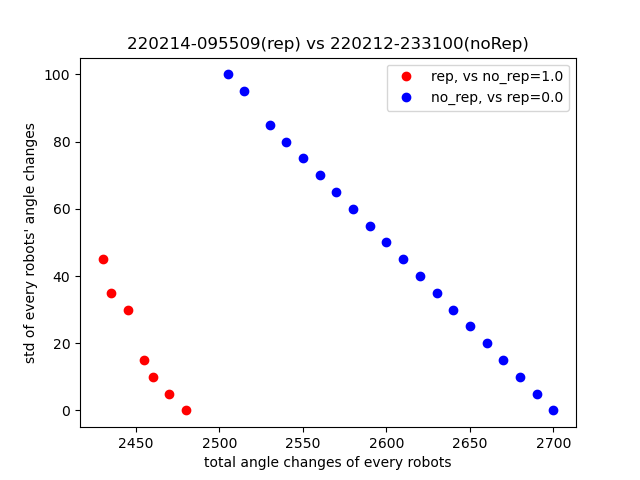 220214-095509(rep) vs 220212-233100(noRep)
rep, vs no_rep=1.0
no_rep, vs rep=0.0
std of every robots' angle changes
100
80
60
40
20
0
2450 2500 2550 2600 2650 2700
total angle changes of every robots